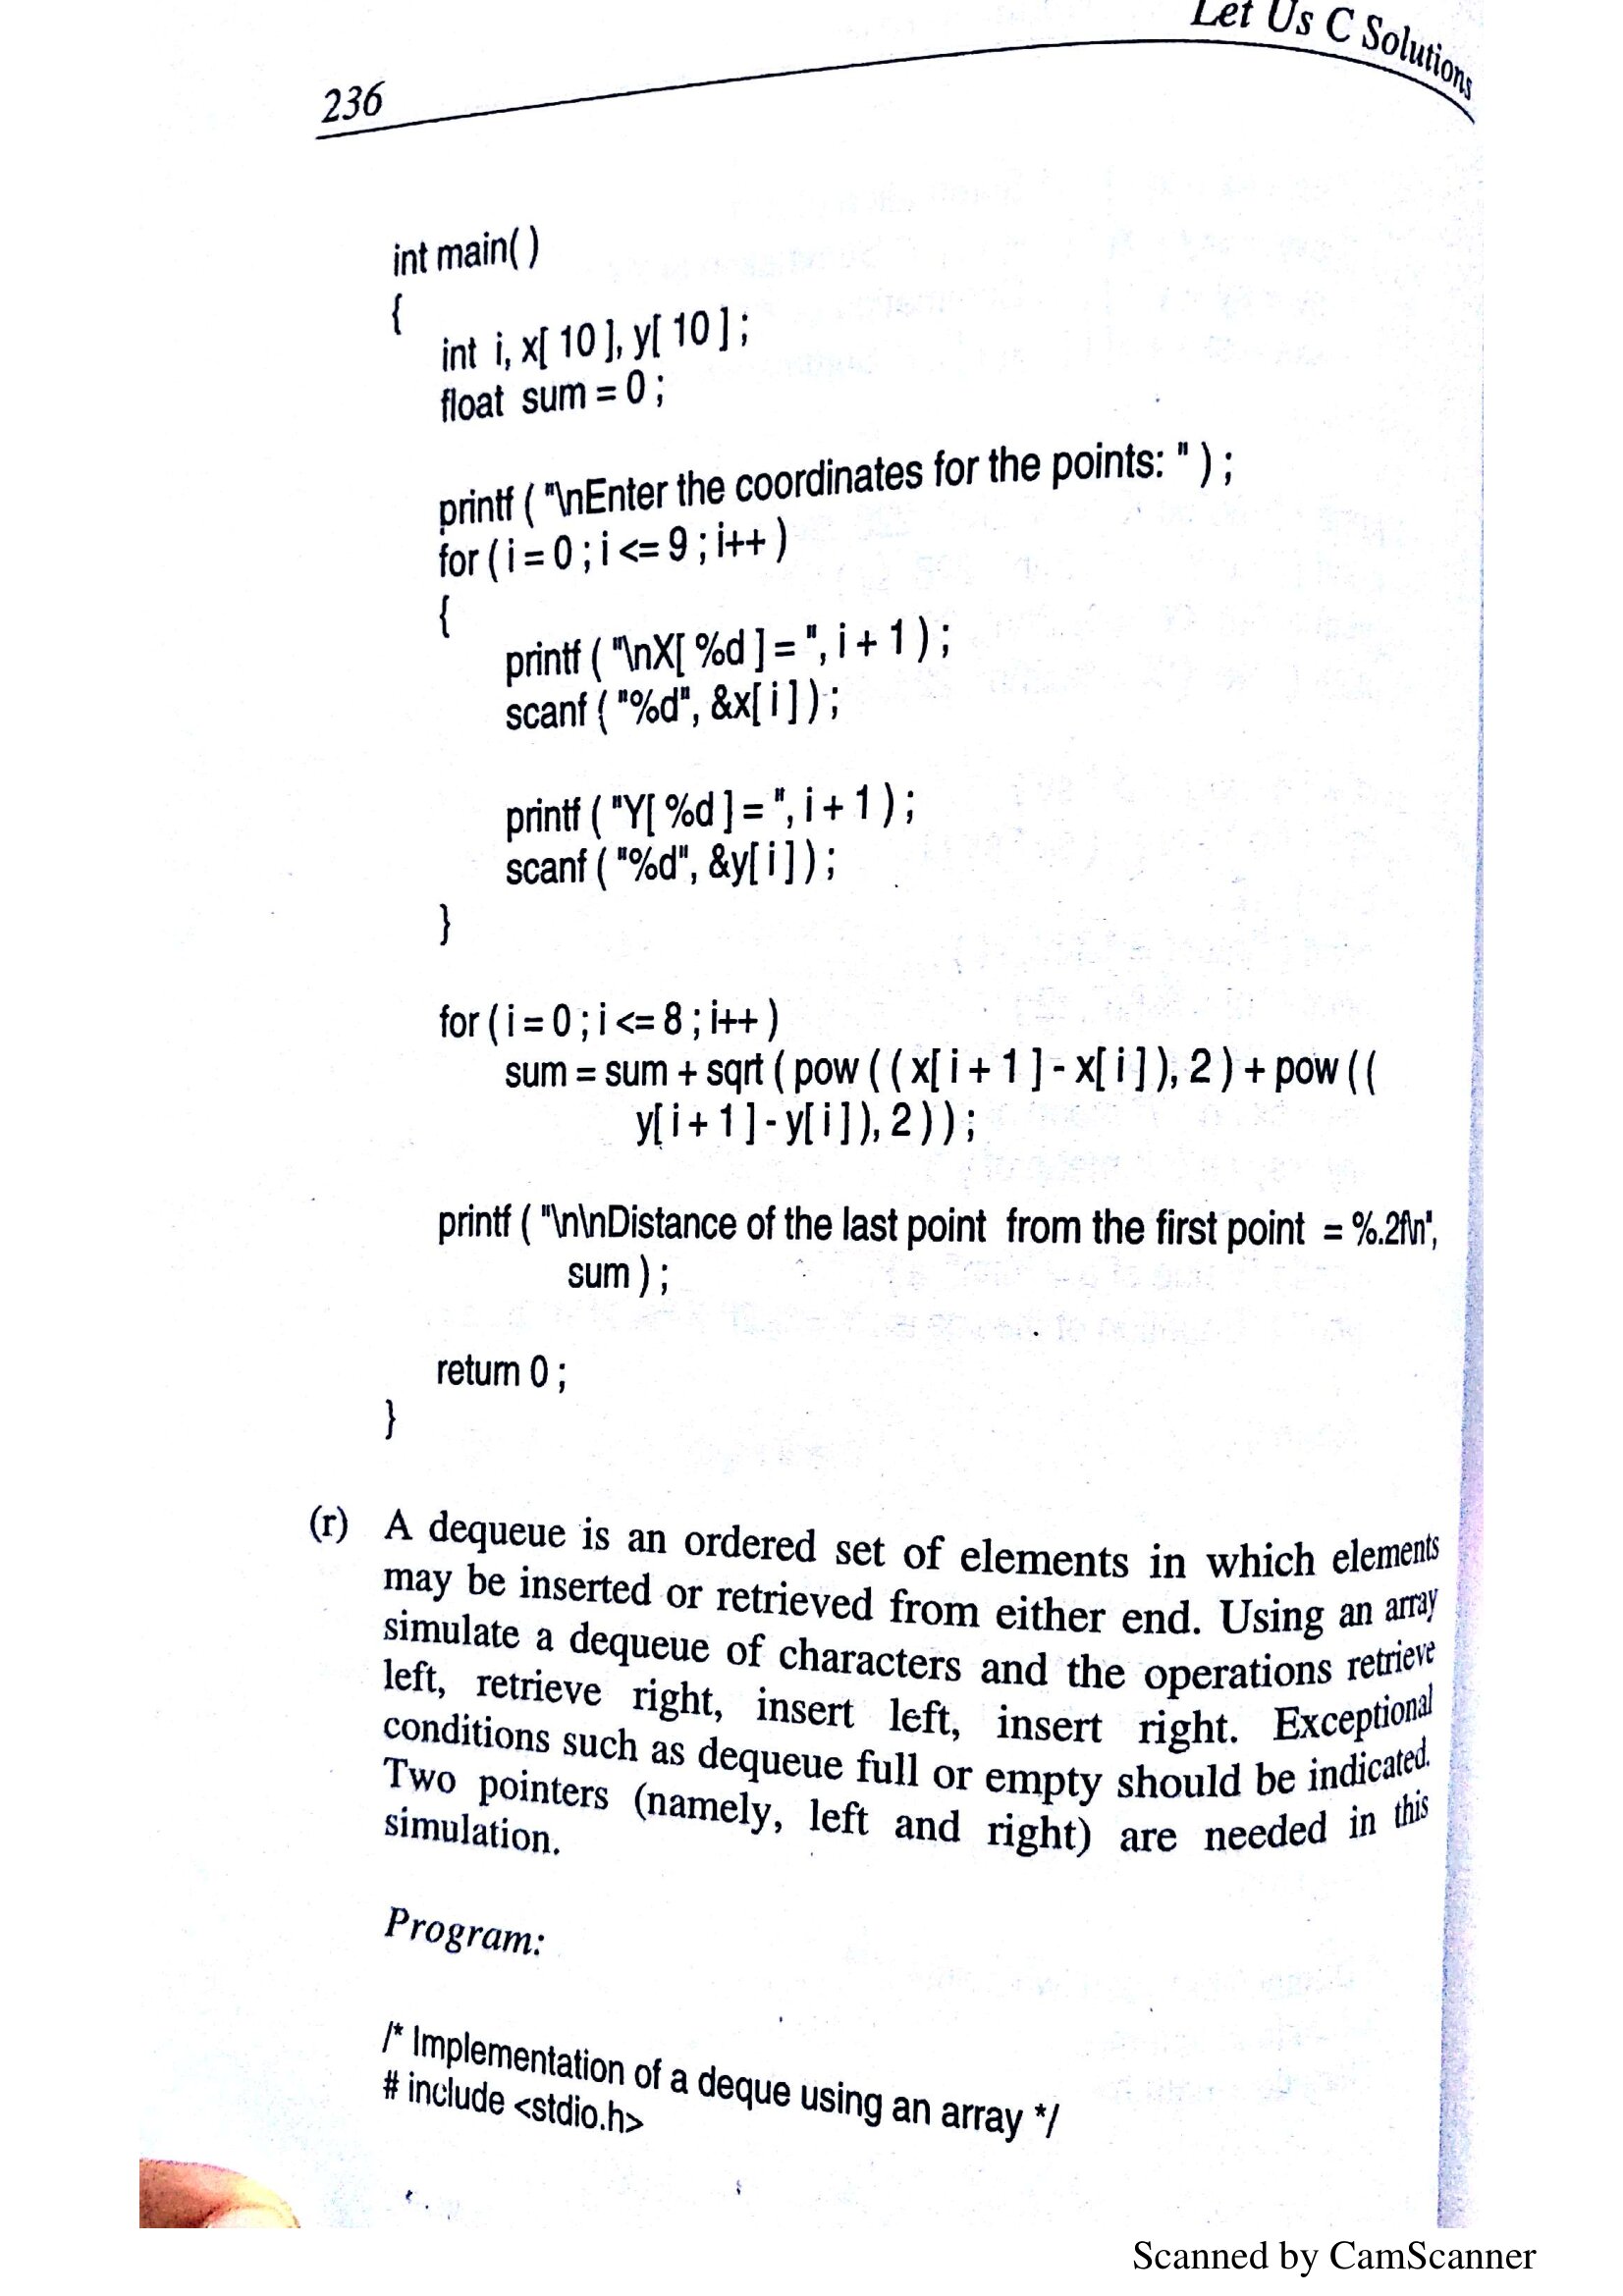 Let Us C Solutions
236
int main( )
{
int i, x[ 10 ], y[ 10 ] ;
float sum = 0 ;
printf ( "\nEnter the coordinates for the points: " ) ;
for ( i = 0 ; i <= 9 ; i++ )
{
printf ( "\nX[ %d ] = ", i + 1 ) ;
scanf ( "%d", &x[ i ] ) ;
printf ( "Y[ %d ] = ", i + 1 ) ;
scanf ( "%d", &y[ i ] ) ;
}
for ( i = 0 ; i <= 8 ; i++ )
sum = sum + sqrt ( pow ( ( x[ i + 1 ] - x[ i ] ), 2 ) + pow ( (
y[ i + 1 ] - y[ i ] ), 2 ) ) ;
printf ( "\n\nDistance of the last point from the first point = %.2f\n",
sum ) ;
return 0 ;
}
(r) A dequeue is an ordered set of elements in which elements
may be inserted or retrieved from either end. Using an array
simulate a dequeue of characters and the operations retrieve
left, retrieve right, insert left, insert right. Exceptional
conditions such as dequeue full or empty should be indicated.
Two pointers (namely, left and right) are needed in this
simulation.
Program:
/* Implementation of a deque using an array */
# include <stdio.h>
Scanned by CamScanner